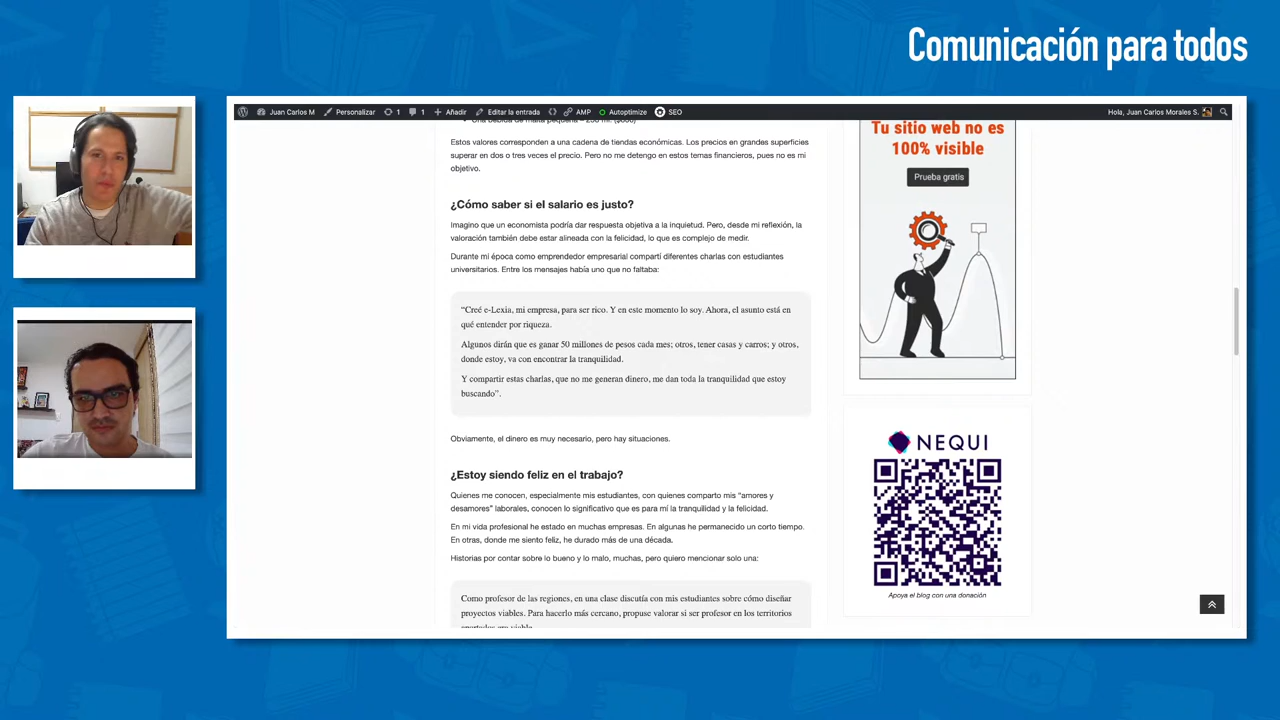 Comunicación para todos
Juan Carlos M Personalizar 1 1 Añadir Editar la entrada AMP Autoptimize SEO Hola, Juan Carlos Morales S.
Una bebida de malta pequeña – 250 ml. ($800)
Estos valores corresponden a una cadena de tiendas económicas. Los precios en grandes superficies
superar en dos o tres veces el precio. Pero no me detengo en estos temas financieros, pues no es mi
objetivo.
¿Cómo saber si el salario es justo?
Imagino que un economista podría dar respuesta objetiva a la inquietud. Pero, desde mi reflexión, la
valoración también debe estar alineada con la felicidad, lo que es complejo de medir.
Durante mi época como emprendedor empresarial compartí diferentes charlas con estudiantes
universitarios. Entre los mensajes había uno que no faltaba:
“Creé e-Lexia, mi empresa, para ser rico. Y en este momento lo soy. Ahora, el asunto está en
qué entender por riqueza.
Algunos dirán que es ganar 50 millones de pesos cada mes; otros, tener casas y carros; y otros,
donde estoy, va con encontrar la tranquilidad.
Y compartir estas charlas, que no me generan dinero, me dan toda la tranquilidad que estoy
buscando”.
Obviamente, el dinero es muy necesario, pero hay situaciones.
¿Estoy siendo feliz en el trabajo?
Quienes me conocen, especialmente mis estudiantes, con quienes comparto mis “amores y
desamores” laborales, conocen lo significativo que es para mí la tranquilidad y la felicidad.
En mi vida profesional he estado en muchas empresas. En algunas he permanecido un corto tiempo.
En otras, donde me siento feliz, he durado más de una década.
Historias por contar sobre lo bueno y lo malo, muchas, pero quiero mencionar solo una:
Como profesor de las regiones, en una clase discutía con mis estudiantes sobre cómo diseñar
proyectos viables. Para hacerlo más cercano, propuse valorar si ser profesor en los territorios
apartados era viable.
Tu sitio web no es
100% visible
Prueba gratis
NEQUI
Apoya el blog con una donación